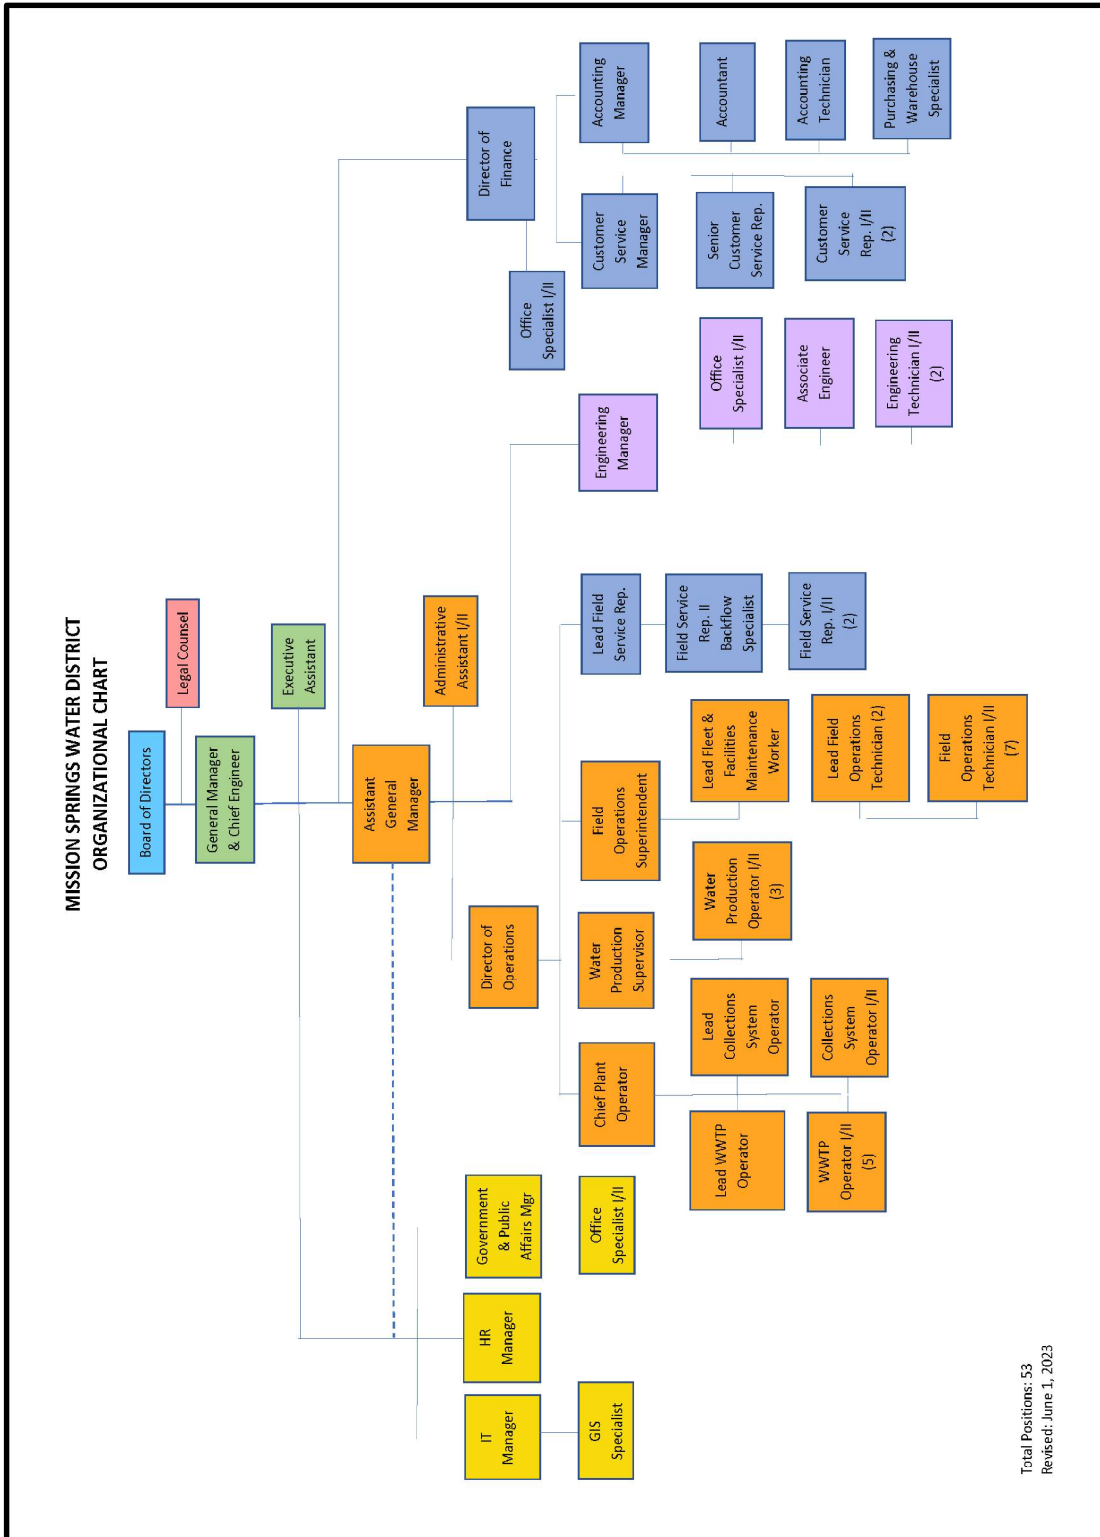 MISSION SPRINGS WATER DISTRICT
ORGANIZATIONAL CHART
Board of Directors
Legal Counsel
General Manager
& Chief Engineer
Executive
Assistant
Assistant
General
Manager
Administrative
Assistant I/II
IT
Manager
HR
Manager
Government
& Public
Affairs Mgr
Director of
Operations
Office
Specialist I/II
Director of
Finance
GIS
Specialist
Office
Specialist I/II
Chief Plant
Operator
Water
Production
Supervisor
Field
Operations
Superintendent
Lead Field
Service Rep.
Engineering
Manager
Customer
Service
Manager
Accounting
Manager
Lead WWTP
Operator
Lead
Collections
System
Operator
Water
Production
Operator I/II
(3)
Lead Fleet &
Facilities
Maintenance
Worker
Field Service
Rep. II
Backflow
Specialist
Office
Specialist I/II
Senior
Customer
Service Rep.
Accountant
WWTP
Operator I/II
(5)
Collections
System
Operator I/II
Lead Field
Operations
Technician (2)
Field Service
Rep. I/II
(2)
Associate
Engineer
Customer
Service
Rep. I/II
(2)
Accounting
Technician
Field
Operations
Technician I/II
(7)
Engineering
Technician I/II
(2)
Purchasing &
Warehouse
Specialist
Total Positions: 53
Revised: June 1, 2023